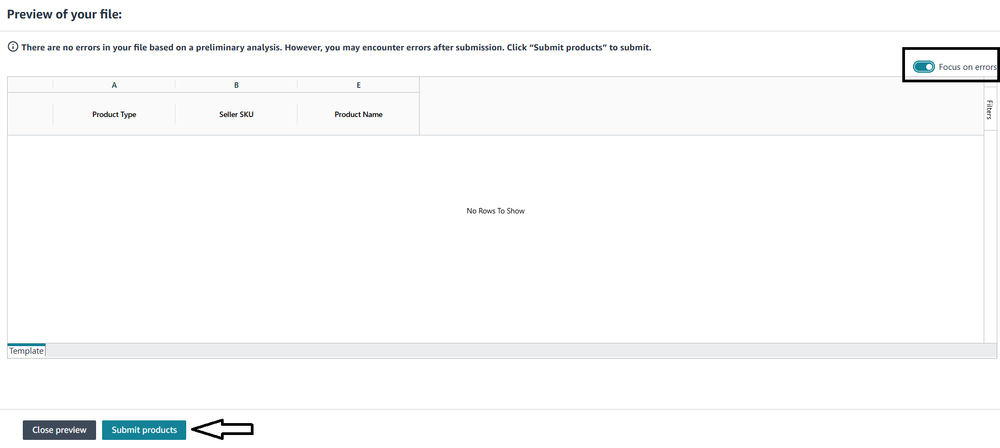 Preview of your file:
There are no errors in your file based on a preliminary analysis. However, you may encounter errors after submission. Click “Submit products” to submit.
Focus on errors
A B E
Product Type Seller SKU Product Name
Filters
No Rows To Show
Template
Close preview Submit products